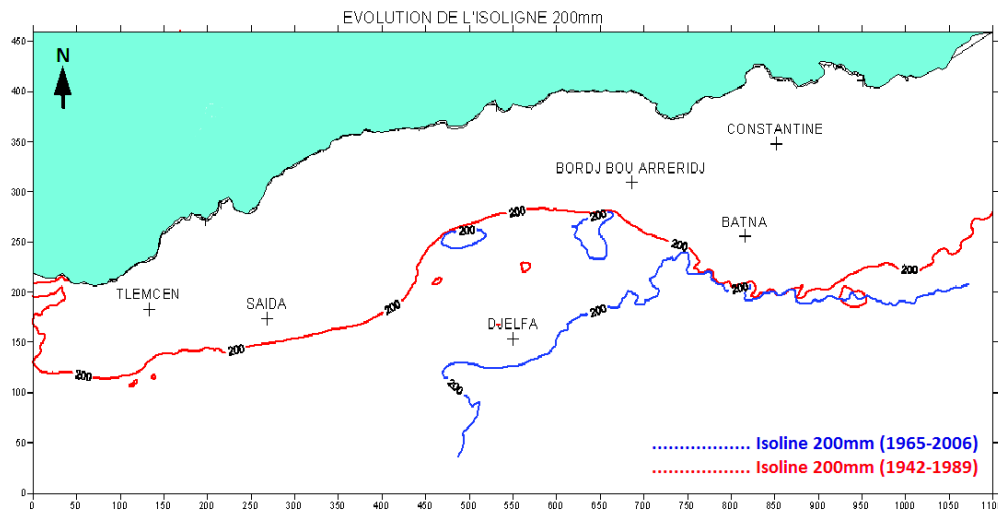 EVOLUTION DE L'ISOLIGNE 200mm
450
400
350
300
250
200
150
100
50
0
N
CONSTANTINE
BORDJ BOU ARRERIDJ
BATNA
TLEMCEN
SAIDA
DJELFA
200
200
200
200
200
200
200
200
200
200
200
200
.................. Isoline 200mm (1965-2006)
.................. Isoline 200mm (1942-1989)
0 50 100 150 200 250 300 350 400 450 500 550 600 650 700 750 800 850 900 950 1000 1050 110